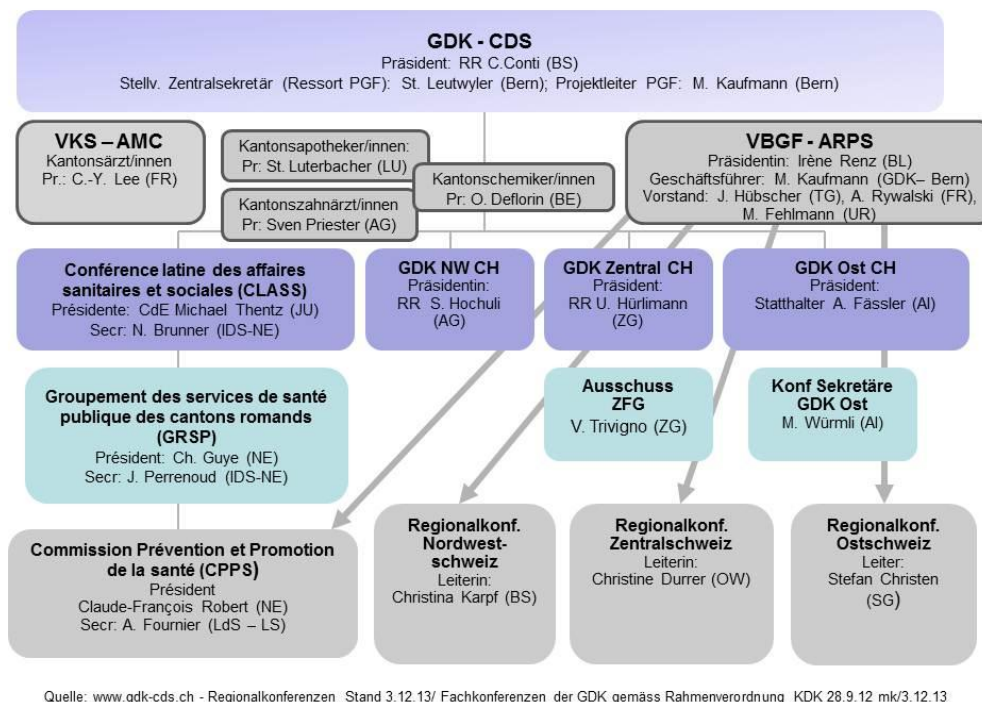 GDK - CDS
Präsident: RR C.Conti (BS)
Stellv. Zentralsekretär (Ressort PGF): St. Leutwyler (Bern); Projektleiter PGF: M. Kaufmann (Bern)
VKS – AMC
Kantonsärzt/innen
Pr.: C.-Y. Lee (FR)
Kantonsapotheker/innen:
Pr: St. Luterbacher (LU)
Kantonschemiker/innen
Pr: O. Deflorin (BE)
Kantonszahnärzt/innen
Pr: Sven Priester (AG)
VBGF - ARPS
Präsidentin: Irène Renz (BL)
Geschäftsführer: M. Kaufmann (GDK– Bern)
Vorstand: J. Hübscher (TG), A. Rywalski (FR),
M. Fehlmann (UR)
Conférence latine des affaires
sanitaires et sociales (CLASS)
Présidente: CdE Michael Thentz (JU)
Secr: N. Brunner (IDS-NE)
GDK NW CH
Präsidentin:
RR S. Hochuli
(AG)
GDK Zentral CH
Präsident:
RR U. Hürlimann
(ZG)
GDK Ost CH
Präsident:
Statthalter A. Fässler (AI)
Groupement des services de santé
publique des cantons romands
(GRSP)
Président: Ch. Guye (NE)
Secr: J. Perrenoud (IDS-NE)
Ausschuss
ZFG
V. Trivigno (ZG)
Konf Sekretäre
GDK Ost
M. Würmli (AI)
Commission Prévention et Promotion
de la santé (CPPS)
Président
Claude-François Robert (NE)
Secr: A. Fournier (LdS – LS)
Regionalkonf.
Nordwest-
schweiz
Leiterin:
Christina Karpf (BS)
Regionalkonf.
Zentralschweiz
Leiterin:
Christine Durrer (OW)
Regionalkonf.
Ostschweiz
Leiter:
Stefan Christen
(SG)
Quelle: www.gdk-cds.ch - Regionalkonferenzen Stand 3.12.13/ Fachkonferenzen der GDK gemäss Rahmenverordnung KDK 28.9.12 mk/3.12.13